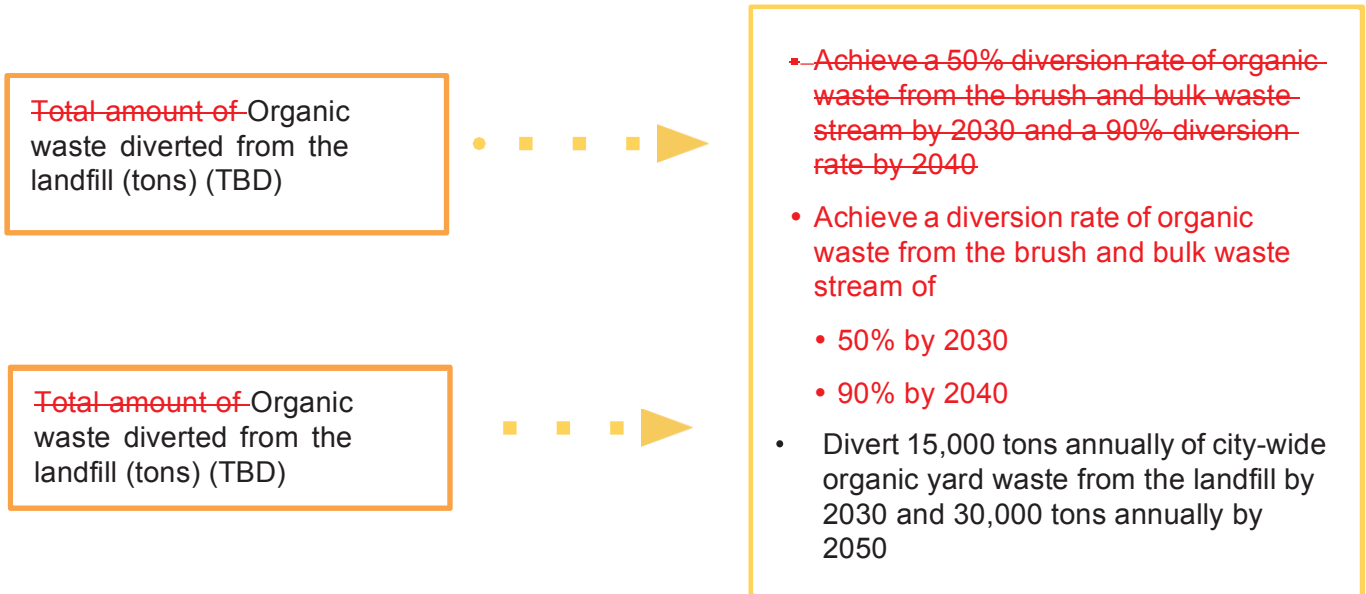 Total amount of Organic
waste diverted from the
landfill (tons) (TBD)
Total amount of Organic
waste diverted from the
landfill (tons) (TBD)
• Achieve a 50% diversion rate of organic
waste from the brush and bulk waste
stream by 2030 and a 90% diversion
rate by 2040
• Achieve a diversion rate of organic
waste from the brush and bulk waste
stream of
• 50% by 2030
• 90% by 2040
• Divert 15,000 tons annually of city-wide
organic yard waste from the landfill by
2030 and 30,000 tons annually by
2050